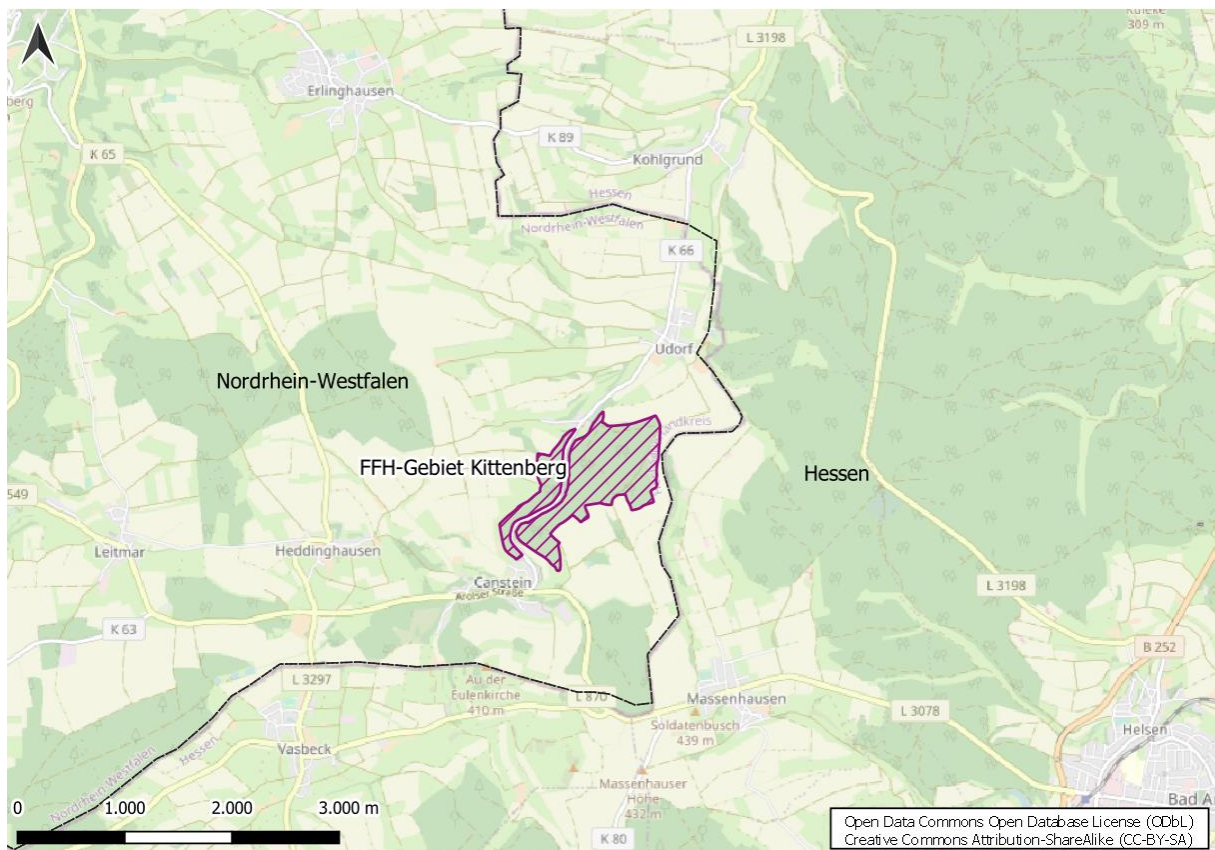 309 m
L 3198
Erlinghausen
berg
K 89
K 65
Kohlgrund
Hessen
Nordrhein-Westfalen
K 66
Udorf
Nordrhein-Westfalen
ndkreis
FFH-Gebiet Kittenberg
Hessen
549
Leitmar
Heddinghausen
Canstein
Arolser Straße
L 3198
K 63
B 252
L 3297
Au der
Eulenkirche
410 m
L 870
Massenhausen
L 3078
Soldatenbusch
439 m
Helsen
Vasbeck
Nordrhein-Westfalen
Hessen
Massenhauser
Höhe
432 m
Bad A
0 1.000 2.000 3.000 m
K 80
Open Data Commons Open Database License (ODbL)
Creative Commons Attribution-ShareAlike (CC-BY-SA)